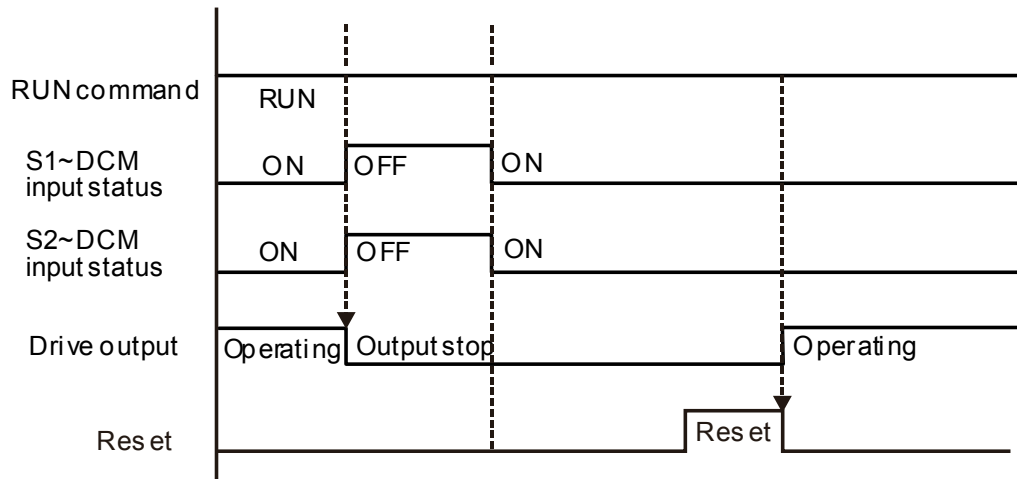 RUN command
RUN
S1~DCM
input status
ON
OFF
ON
S2~DCM
input status
ON
OFF
ON
Drive output
Operating
Output stop
Operating
Reset
Reset